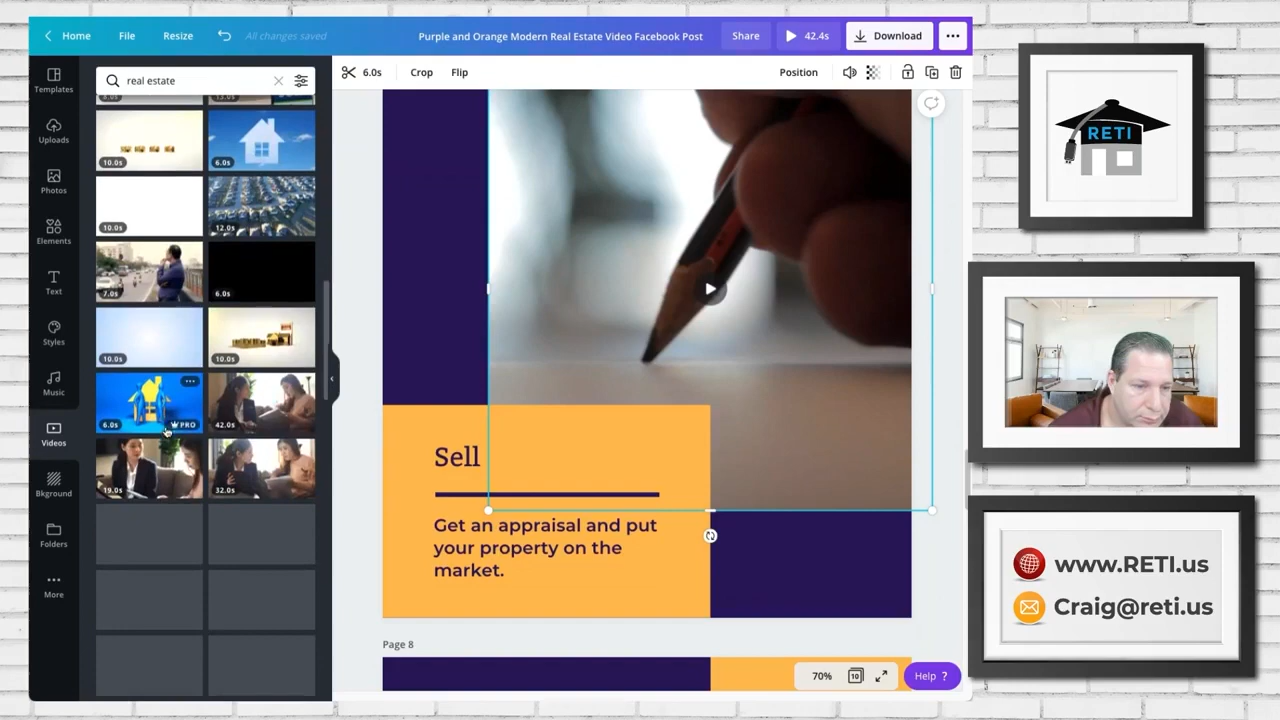 Home
File
Resize
All changes saved
Purple and Orange Modern Real Estate Video Facebook Post
Share
42.4s
Download
real estate
6.0s
Crop
Flip
Position
Templates
Uploads
Photos
Elements
Text
Styles
Music
Videos
Bkground
Folders
More
10.0s
6.0s
10.0s
12.0s
7.0s
6.0s
10.0s
10.0s
6.0s
PRO
42.0s
19.0s
32.0s
Sell
Get an appraisal and put
your property on the
market.
Page 8
70%
10
Help ?
RETI
www.RETI.us
Craig@reti.us